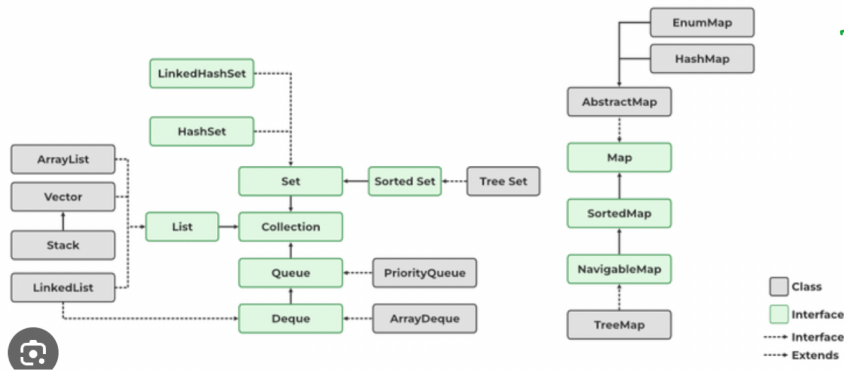 EnumMap
HashMap
LinkedHashSet
AbstractMap
HashSet
ArrayList
Map
Vector
Set
Sorted Set
Tree Set
List
Collection
SortedMap
Stack
Queue
PriorityQueue
NavigableMap
LinkedList
Deque
ArrayDeque
TreeMap
Class
Interface
Interface
Extends